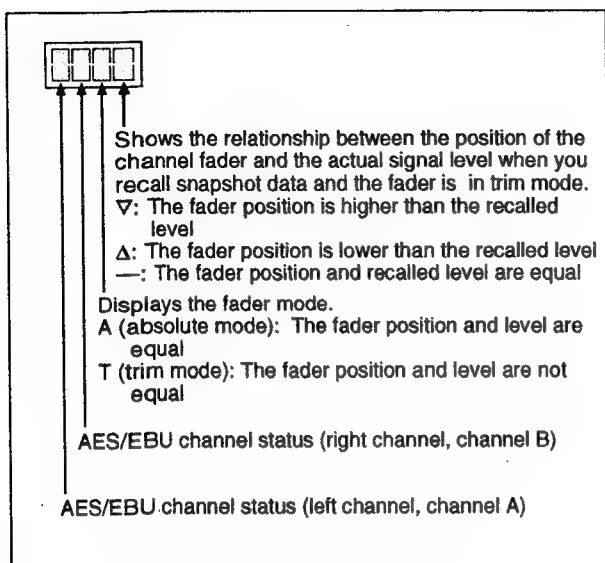 Shows the relationship between the position of the
channel fader and the actual signal level when you
recall snapshot data and the fader is in trim mode.
▽: The fader position is higher than the recalled
level
△: The fader position is lower than the recalled level
—: The fader position and recalled level are equal
Displays the fader mode.
A (absolute mode): The fader position and level are
equal
T (trim mode): The fader position and level are not
equal
AES/EBU channel status (right channel, channel B)
AES/EBU channel status (left channel, channel A)